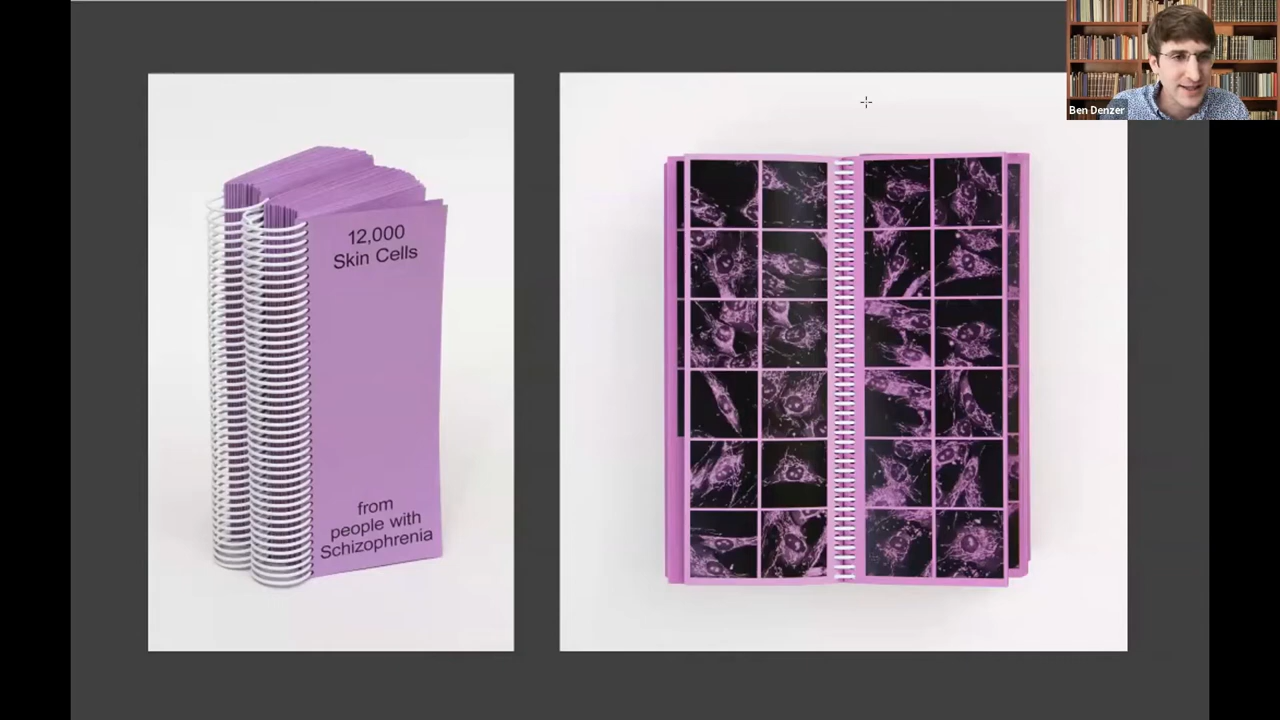 12,000
Skin Cells
from
people with
Schizophrenia
Ben Denzer